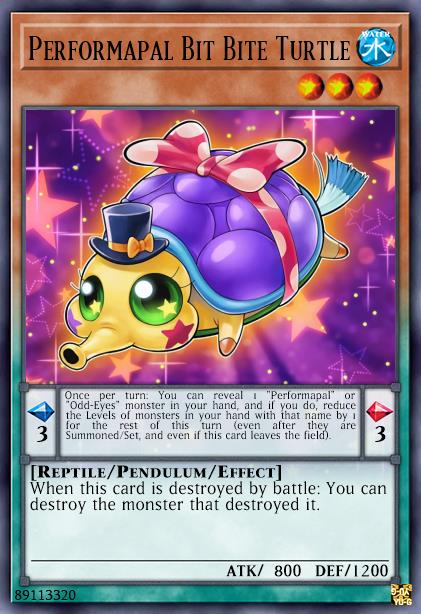 Performapal Bit Bite Turtle
WATER
水
Once per turn: You can reveal 1 "Performapal" or
"Odd-Eyes" monster in your hand, and if you do, reduce
the Levels of monsters in your hand with that name by 1
for the rest of this turn (even after they are
Summoned/Set, and even if this card leaves the field).
3
3
[Reptile/Pendulum/Effect]
When this card is destroyed by battle: You can
destroy the monster that destroyed it.
ATK/ 800 DEF/1200
89113320